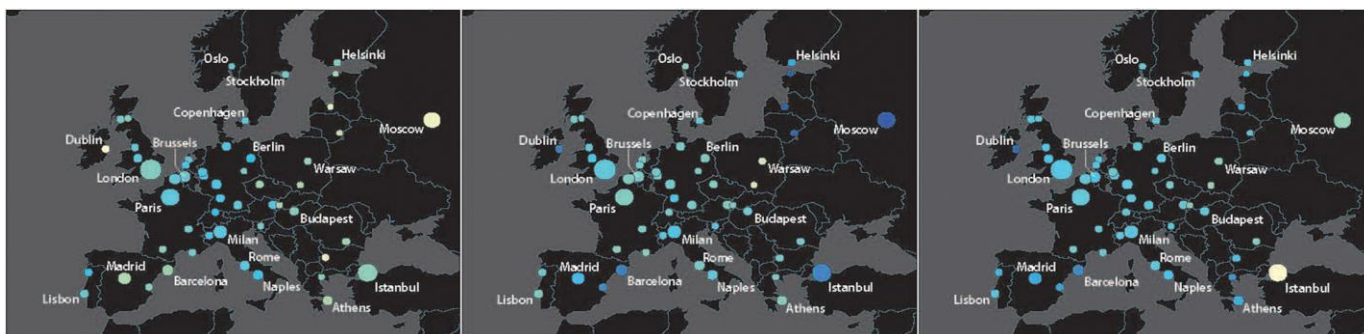 Oslo
Helsinki
Stockholm
Copenhagen
Moscow
Dublin
Brussels
Berlin
Warsaw
London
Paris
Budapest
Milan
Rome
Madrid
Barcelona
Naples
Istanbul
Lisbon
Athens
Oslo
Helsinki
Stockholm
Copenhagen
Moscow
Dublin
Brussels
Berlin
Warsaw
London
Paris
Budapest
Milan
Rome
Madrid
Barcelona
Naples
Istanbul
Lisbon
Athens
Oslo
Helsinki
Stockholm
Copenhagen
Moscow
Dublin
Brussels
Berlin
Warsaw
London
Paris
Budapest
Milan
Rome
Madrid
Barcelona
Naples
Istanbul
Lisbon
Athens